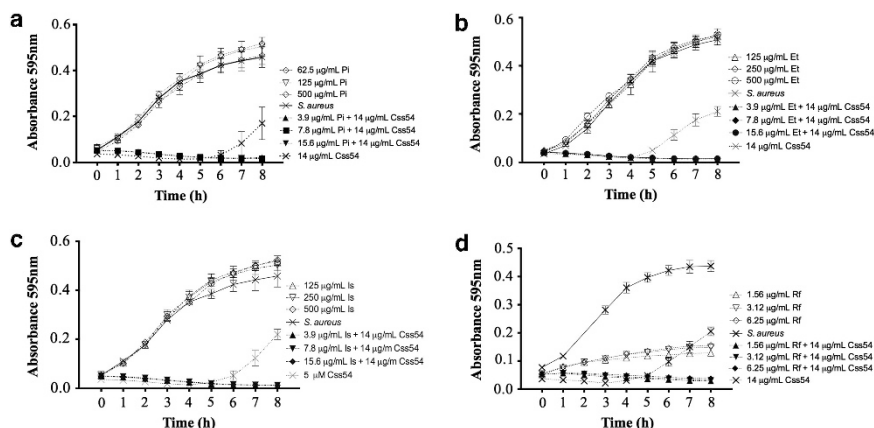 a
Absorbance 595nm
0.6
0.4
0.2
0.0
0 1 2 3 4 5 6 7 8
Time (h)
62.5 µg/mL Pi
125 µg/mL Pi
500 µg/mL Pi
S. aureus
3.9 µg/mL Pi + 14 µg/mL Css54
7.8 µg/mL Pi + 14 µg/mL Css54
15.6 µg/mL Pi + 14 µg/mL Css54
14 µg/mL Css54
b
Absorbance 595nm
0.6
0.4
0.2
0.0
0 1 2 3 4 5 6 7 8
Time (h)
125 µg/mL Et
250 µg/mL Et
500 µg/mL Et
S. aureus
3.9 µg/mL Et + 14 µg/mL Css54
7.8 µg/mL Et + 14 µg/mL Css54
15.6 µg/mL Et + 14 µg/mL Css54
14 µg/mL Css54
c
Absorbance 595nm
0.6
0.4
0.2
0.0
0 1 2 3 4 5 6 7 8
Time (h)
125 µg/mL Is
250 µg/mL Is
500 µg/mL Is
S. aureus
3.9 µg/mL Is + 14 µg/mL Css54
7.8 µg/mL Is + 14 µg/m Css54
15.6 µg/mL Is + 14 µg/m Css54
5 µM Css54
d
Absorbance 595nm
0.5
0.4
0.3
0.2
0.1
0.0
0 1 2 3 4 5 6 7 8
Time (h)
1.56 µg/mL Rf
3.12 µg/mL Rf
6.25 µg/mL Rf
S. aureus
1.56 µg/mL Rf + 14 µg/mL Css54
3.12 µg/mL Rf + 14 µg/mL Css54
6.25 µg/mL Rf + 14 µg/mL Css54
14 µg/mL Css54